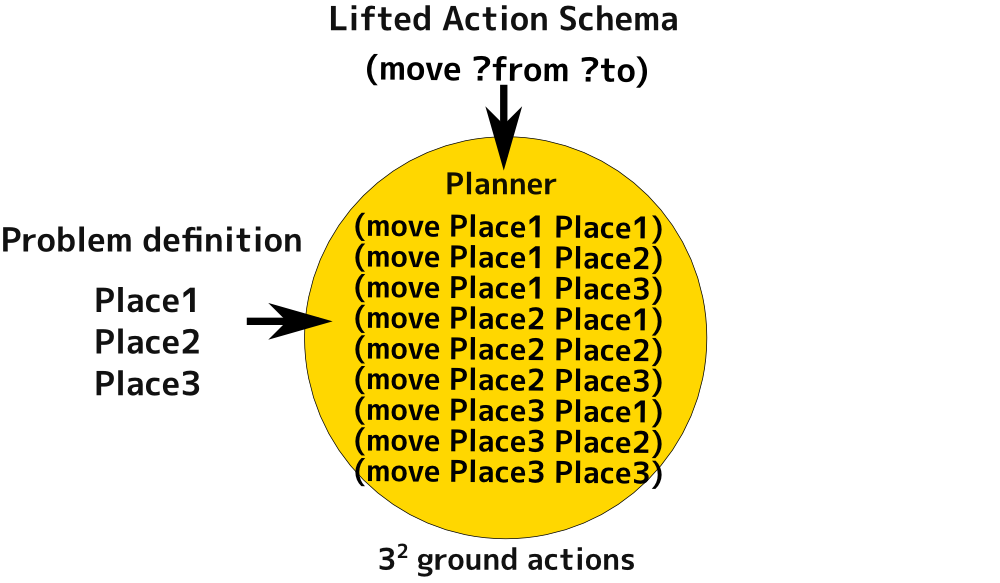 Lifted Action Schema
(move ?from ?to)
Planner
Problem definition
Place1
Place2
Place3
(move Place1 Place1)
(move Place1 Place2)
(move Place1 Place3)
(move Place2 Place1)
(move Place2 Place2)
(move Place2 Place3)
(move Place3 Place1)
(move Place3 Place2)
(move Place3 Place3)
3² ground actions